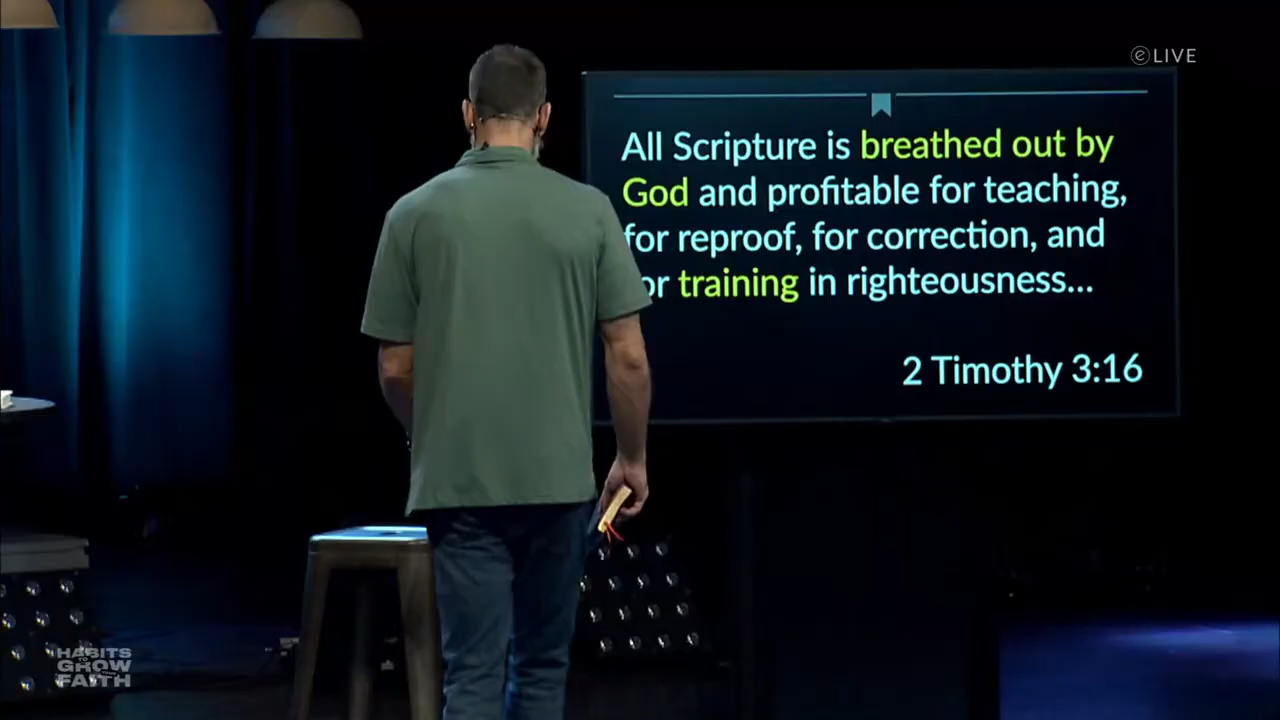 ⓔLIVE
All Scripture is breathed out by
God and profitable for teaching,
for reproof, for correction, and
or training in righteousness...
2 Timothy 3:16
HABITS
GROW
FAITH